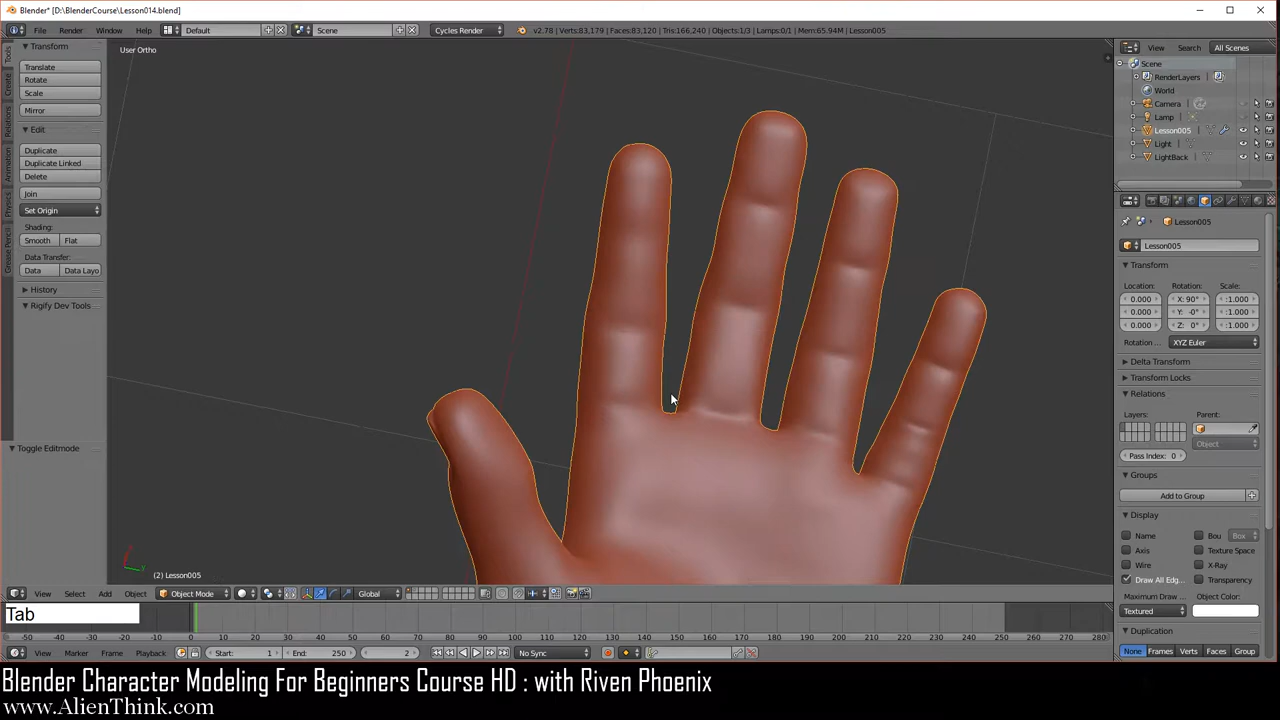 Blender* [D:\BlenderCourse\Lesson014.blend]
File Render Window Help Default Scene Cycles Render v2.78 | Verts:83,179 | Faces:83,120 | Tris:166,240 | Objects:1/3 | Lamps:0/1 | Mem:65.94M | Lesson005
View Search All Scenes
User Ortho
Tools
Create
Relations
Animation
Physics
Grease Pencil
Transform
Translate
Rotate
Scale
Mirror
Edit
Duplicate
Duplicate Linked
Delete
Join
Set Origin
Shading:
Smooth Flat
Data Transfer:
Data Data Layo
History
Rigify Dev Tools
Toggle Editmode
Scene
RenderLayers
World
Camera
Lamp
Lesson005
Light
LightBack
Lesson005
Lesson005
Transform
Location: Rotation: Scale:
0.000 X: 90° 1.000
0.000 Y: -0° 1.000
0.000 Z: 0° 1.000
Rotation ... XYZ Euler
Delta Transform
Transform Locks
Relations
Layers: Parent:
Object
Pass Index: 0
Groups
Add to Group
Display
Name Bou Box
Axis Texture Space
Wire X-Ray
Draw All Edg... Transparency
Maximum Draw ... Object Color:
Textured
Duplication
None Frames Verts Faces Group
(2) Lesson005
View Select Add Object Object Mode Global
Tab
-50 -40 -30 -20 -10 0 10 20 30 40 50 60 70 80 90 100 110 120 130 140 150 160 170 180 190 200 210 220 230 240 250 260 270 280
View Marker Frame Playback Start: 1 End: 250 2 No Sync
Blender Character Modeling For Beginners Course HD : with Riven Phoenix
www.AlienThink.com